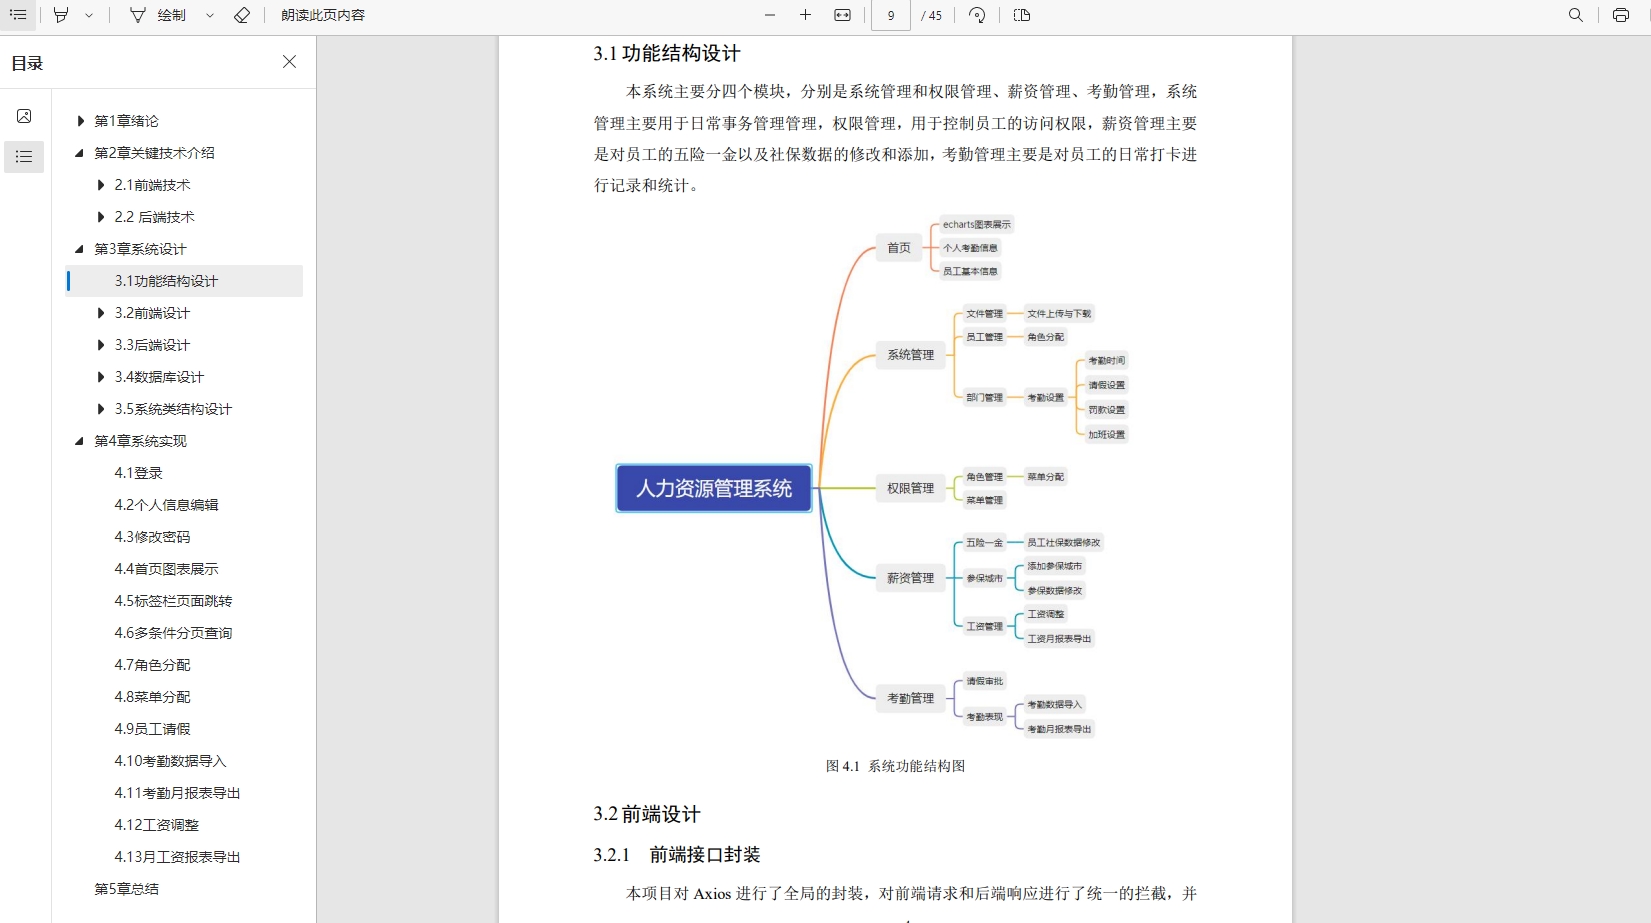 绘制
朗读此页内容
9
/ 45
目录
第1章绪论
第2章关键技术介绍
2.1前端技术
2.2 后端技术
第3章系统设计
3.1功能结构设计
3.2前端设计
3.3后端设计
3.4数据库设计
3.5系统类结构设计
第4章系统实现
4.1登录
4.2个人信息编辑
4.3修改密码
4.4首页图表展示
4.5标签栏页面跳转
4.6多条件分页查询
4.7角色分配
4.8菜单分配
4.9员工请假
4.10考勤数据导入
4.11考勤月报表导出
4.12工资调整
4.13月工资报表导出
第5章总结
3.1功能结构设计
本系统主要分四个模块，分别是系统管理和权限管理、薪资管理、考勤管理，系统
管理主要用于日常事务管理管理，权限管理，用于控制员工的访问权限，薪资管理主要
是对员工的五险一金以及社保数据的修改和添加，考勤管理主要是对员工的日常打卡进
行记录和统计。
人力资源管理系统
首页
echarts图表展示
个人考勤信息
员工基本信息
系统管理
文件管理
文件上传与下载
员工管理
角色分配
部门管理
考勤设置
考勤时间
请假设置
罚款设置
加班设置
权限管理
角色管理
菜单分配
菜单管理
薪资管理
五险一金
员工社保数据修改
参保城市
添加参保城市
参保数据修改
工资管理
工资调整
工资月报表导出
考勤管理
请假审批
考勤表现
考勤数据导入
考勤月报表导出
图 4.1 系统功能结构图
3.2前端设计
3.2.1 前端接口封装
本项目对 Axios 进行了全局的封装，对前端请求和后端响应进行了统一的拦截，并